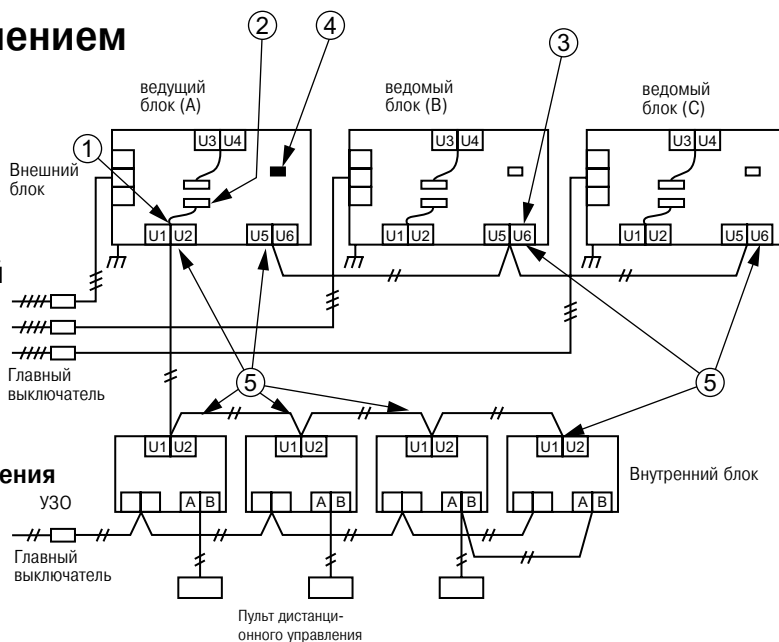 лением
2
4
3
ведущий
блок (A)
ведомый
блок (B)
ведомый
блок (C)
U3 U4
U3 U4
U3 U4
1
Внешний
блок
U1 U2
U5 U6
U1 U2
U5 U6
U1 U2
U5 U6
й
Главный
выключатель
5
5
U1 U2
U1 U2
U1 U2
U1 U2
ения
Внутренний блок
УЗО
A B
A B
A B
A B
Главный
выключатель
Пульт дистанци-
онного управления